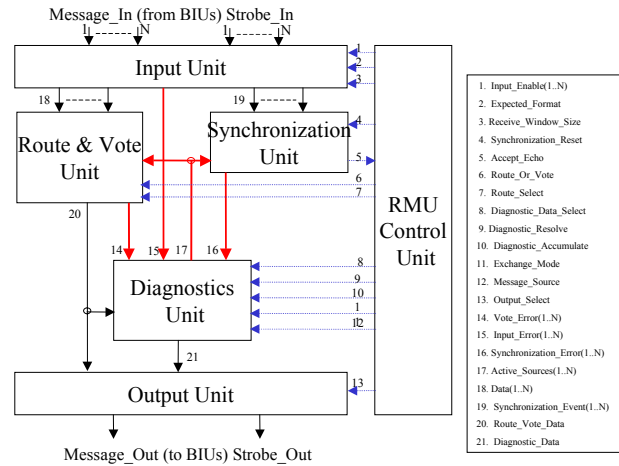 Message_In (from BIUs) Strobe_In
1 N 1 N
Input Unit
1
2
3
18
19
Route & Vote
Unit
Synchronization
Unit
4
5
6
7
RMU
Control
Unit
20
14
15
17
16
Diagnostics
Unit
8
9
10
1
1
12
21
Output Unit
13
Message_Out (to BIUs) Strobe_Out
1. Input_Enable(1..N)
2. Expected_Format
3. Receive_Window_Size
4. Synchronization_Reset
5. Accept_Echo
6. Route_Or_Vote
7. Route_Select
8. Diagnostic_Data_Select
9. Diagnostic_Resolve
10. Diagnostic_Accumulate
11. Exchange_Mode
12. Message_Source
13. Output_Select
14. Vote_Error(1..N)
15. Input_Error(1..N)
16. Synchronization_Error(1..N)
17. Active_Sources(1..N)
18. Data(1..N)
19. Synchronization_Event(1..N)
20. Route_Vote_Data
21. Diagnostic_Data